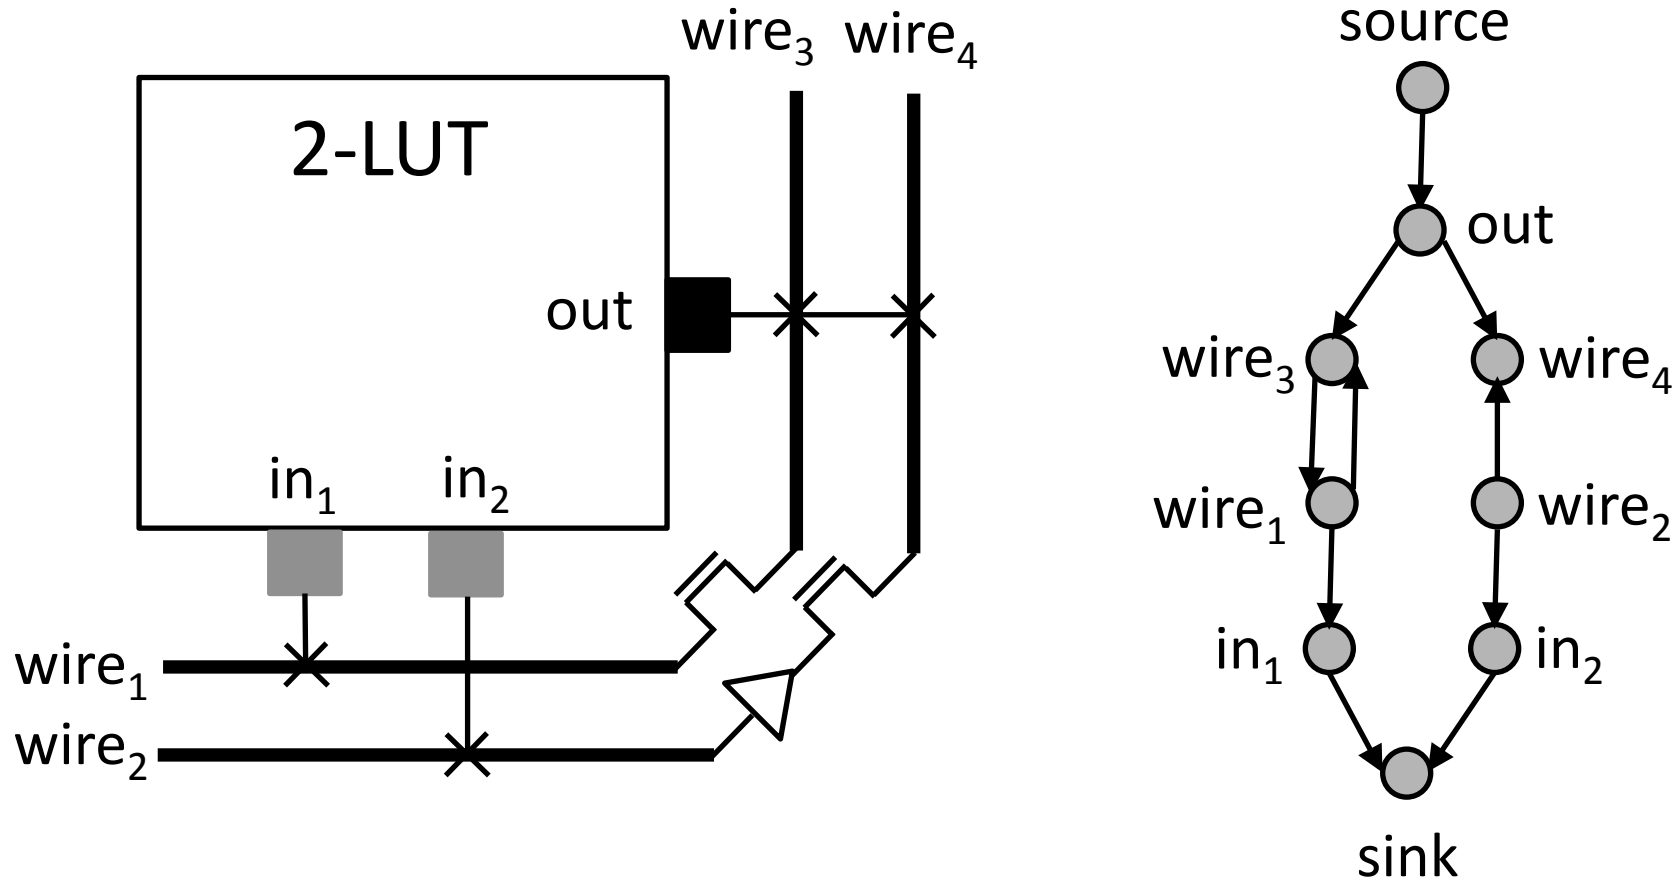 wire₃ wire₄
2-LUT
out
in₁ in₂
wire₁
wire₂
source
out
wire₃ wire₄
wire₁ wire₂
in₁ in₂
sink